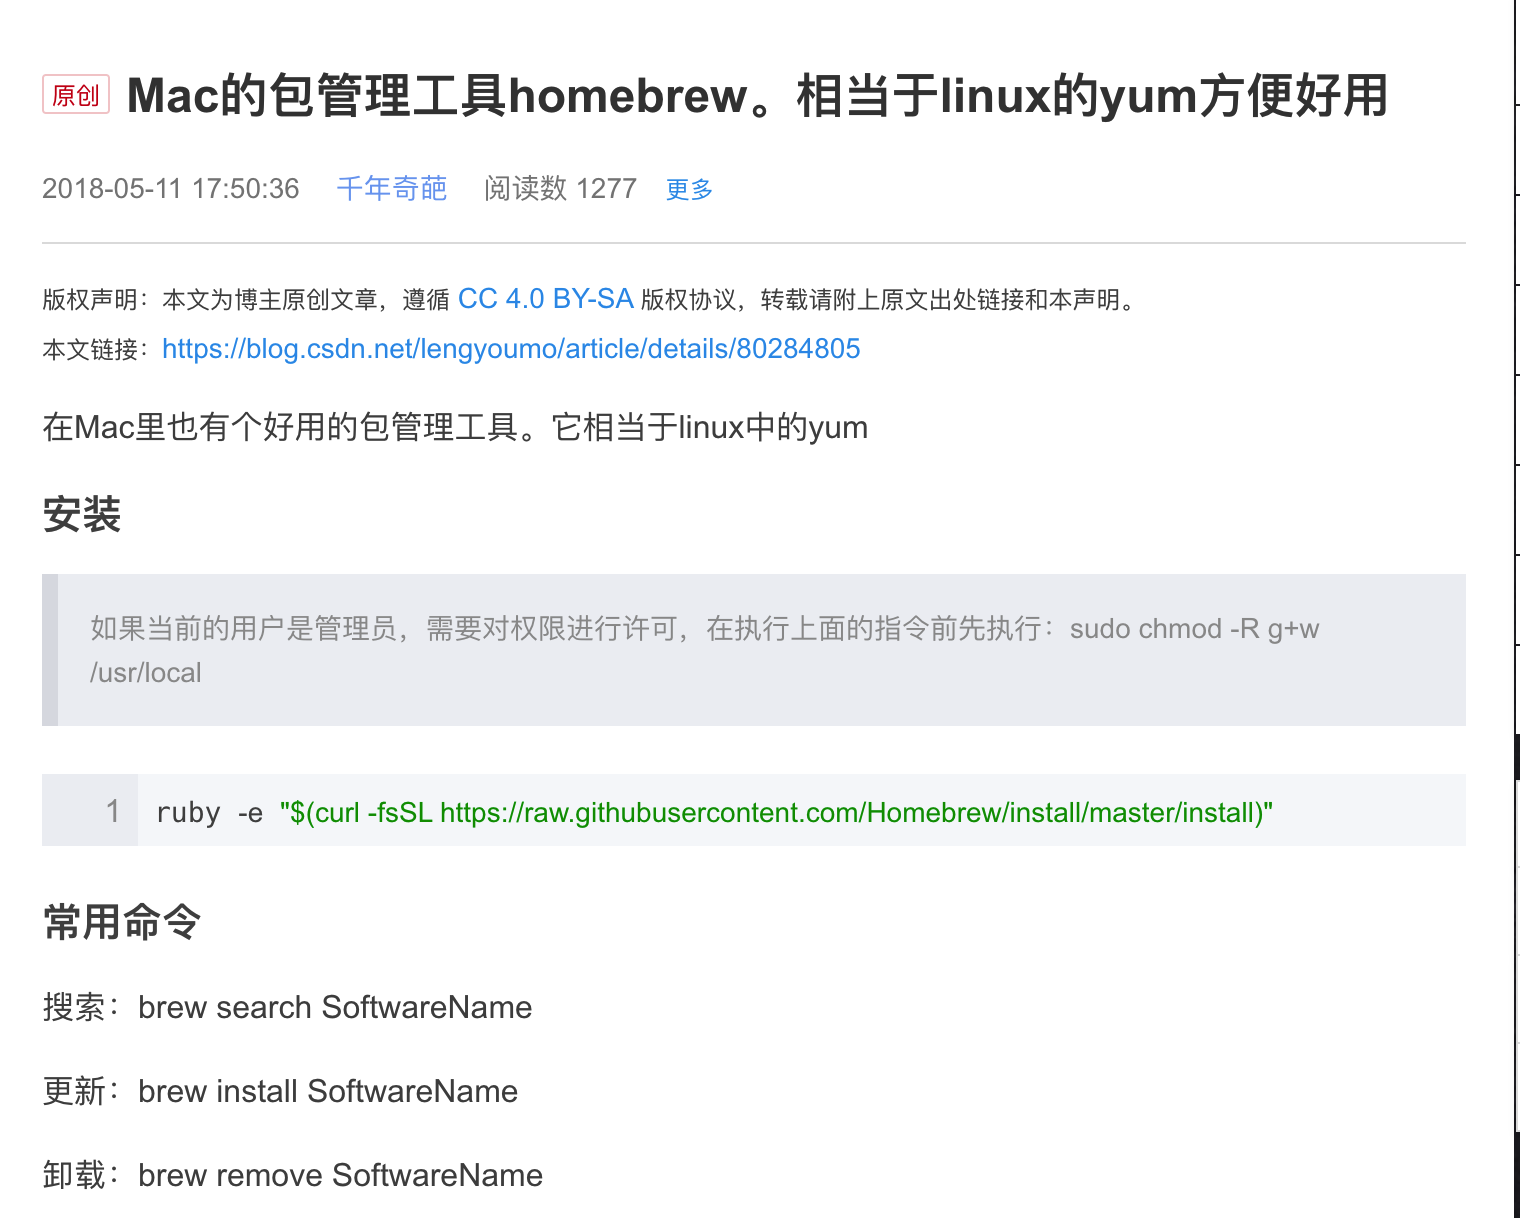 原创 Mac的包管理工具homebrew。相当于linux的yum方便好用
2018-05-11 17:50:36 千年奇葩 阅读数 1277 更多
版权声明：本文为博主原创文章，遵循 CC 4.0 BY-SA 版权协议，转载请附上原文出处链接和本声明。
本文链接：https://blog.csdn.net/lengyoumo/article/details/80284805
在Mac里也有个好用的包管理工具。它相当于linux中的yum
安装
如果当前的用户是管理员，需要对权限进行许可，在执行上面的指令前先执行：sudo chmod -R g+w
/usr/local
1 ruby -e "$(curl -fsSL https://raw.githubusercontent.com/Homebrew/install/master/install)"
常用命令
搜索：brew search SoftwareName
更新：brew install SoftwareName
卸载：brew remove SoftwareName